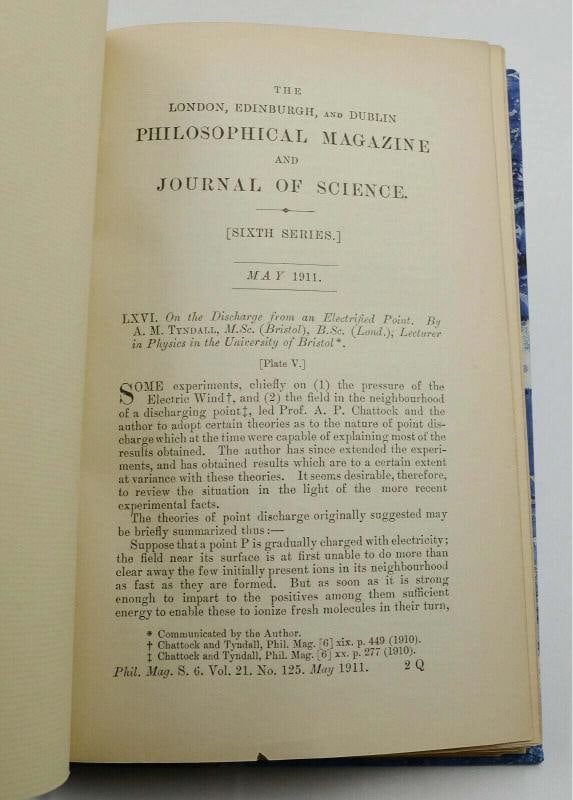 THE
LONDON, EDINBURGH, AND DUBLIN
PHILOSOPHICAL MAGAZINE
AND
JOURNAL OF SCIENCE.
[SIXTH SERIES.]
MAY 1911.
LXVI. On the Discharge from an Electrified Point. By
A. M. TYNDALL, M.Sc. (Bristol), B.Sc. (Lond.); Lecturer
in Physics in the University of Bristol*.
[Plate V.]
SOME experiments, chiefly on (1) the pressure of the
Electric Wind†, and (2) the field in the neighbourhood
of a discharging point‡, led Prof. A. P. Chattock and the
author to adopt certain theories as to the nature of point dis-
charge which at the time were capable of explaining most of the
results obtained. The author has since extended the experi-
ments, and has obtained results which are to a certain extent
at variance with these theories. It seems desirable, therefore,
to review the situation in the light of the more recent
experimental facts.
The theories of point discharge originally suggested may
be briefly summarized thus:—
Suppose that a point P is gradually charged with electricity;
the field near its surface is at first unable to do more than
clear away the few initially present ions in its neighbourhood
as fast as they are formed. But as soon as it is strong
enough to impart to the positives among them sufficient
energy to enable these to ionize fresh molecules in their turn,
* Communicated by the Author.
† Chattock and Tyndall, Phil. Mag. [6] xix. p. 449 (1910).
‡ Chattock and Tyndall, Phil. Mag. [6] xx. p. 277 (1910).
Phil. Mag. S. 6. Vol. 21. No. 125. May 1911. 2 Q